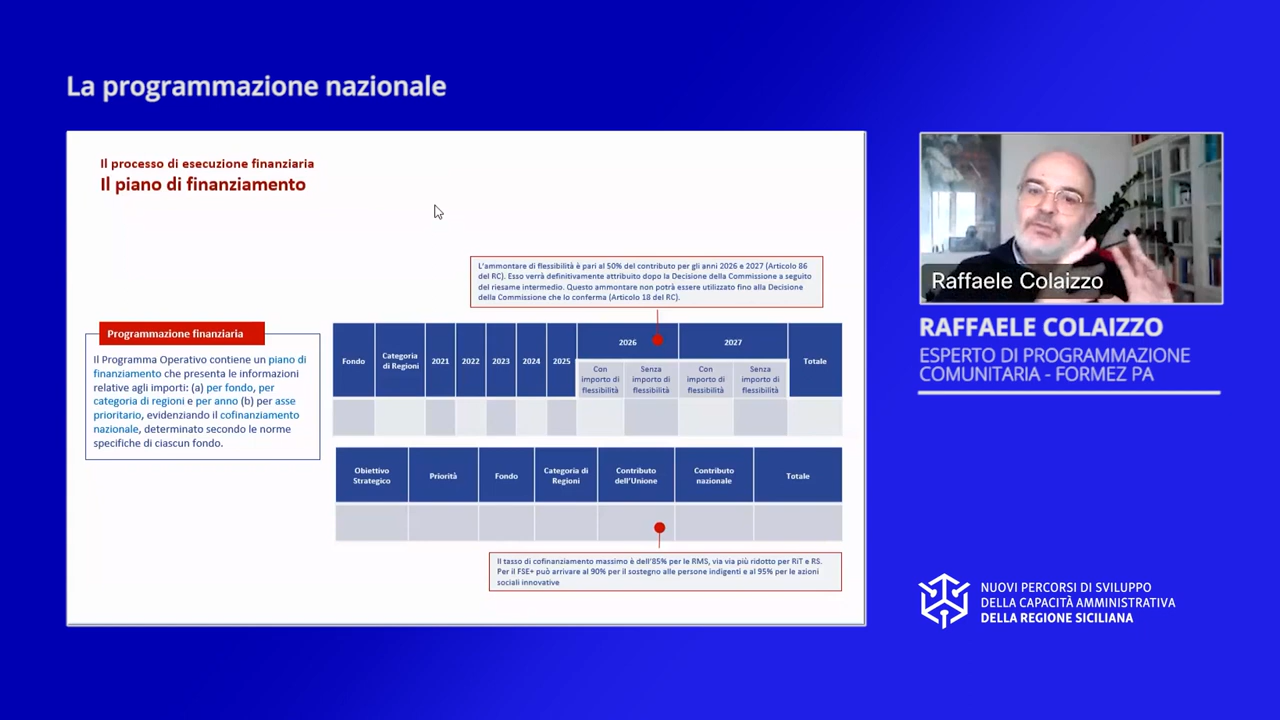 La programmazione nazionale
Il processo di esecuzione finanziaria
Il piano di finanziamento
L'ammontare di flessibilità è pari al 50% del contributo per gli anni 2026 e 2027 (Articolo 86
del RC). Esso verrà definitivamente attribuito dopo la Decisione della Commissione a seguito
del riesame intermedio. Questo ammontare non potrà essere utilizzato fino alla Decisione
della Commissione che lo conferma (Articolo 18 del RC).
Programmazione finanziaria
Il Programma Operativo contiene un piano di
finanziamento che presenta le informazioni
relative agli importi: (a) per fondo, per
categoria di regioni e per anno (b) per asse
prioritario, evidenziando il cofinanziamento
nazionale, determinato secondo le norme
specifiche di ciascun fondo.
Fondo
Categoria
di Regioni
2021
2022
2023
2024
2025
2026
2027
Totale
Con
importo di
flessibilità
Senza
importo di
flessibilità
Con
importo di
flessibilità
Senza
importo di
flessibilità
Obiettivo
Strategico
Priorità
Fondo
Categoria di
Regioni
Contributo
dell'Unione
Contributo
nazionale
Totale
Il tasso di cofinanziamento massimo è dell'85% per le RMS, via via più ridotto per RiT e RS.
Per il FSE+ può arrivare al 90% per il sostegno alle persone indigenti e al 95% per le azioni
sociali innovative
Raffaele Colaizzo
RAFFAELE COLAIZZO
ESPERTO DI PROGRAMMAZIONE
COMUNITARIA - FORMEZ PA
NUOVI PERCORSI DI SVILUPPO
DELLA CAPACITÀ AMMINISTRATIVA
DELLA REGIONE SICILIANA